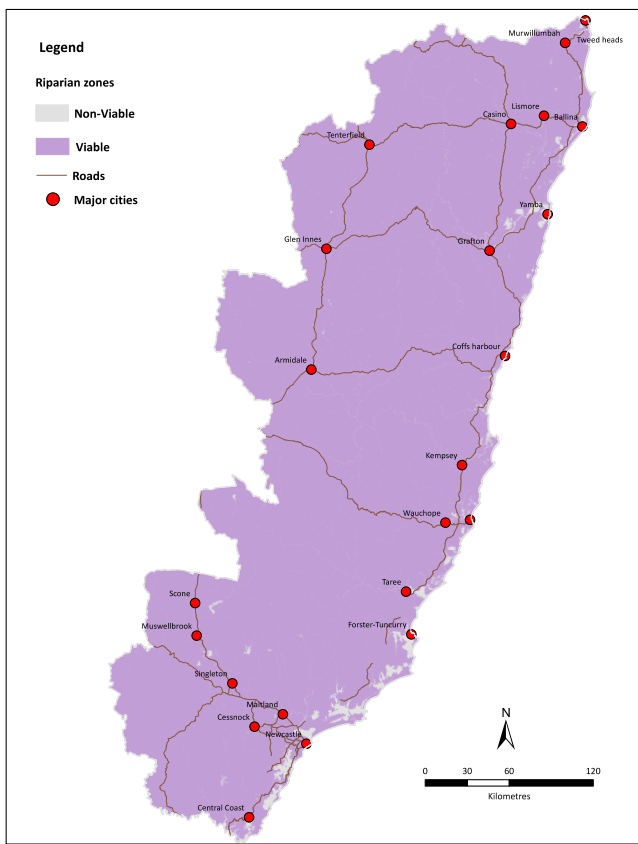 Legend
Riparian zones
Non-Viable
Viable
Roads
Major cities
Murwillumbah
Tweed heads
Lismore
Casino
Ballina
Tenterfield
Yamba
Glen Innes
Grafton
Coffs harbour
Armidale
Kempsey
Wauchope
Taree
Scone
Forster-Tuncurry
Muswellbrook
Singleton
Maitland
Cessnock
Newcastle
Central Coast
N
0 30 60 120
Kilometres